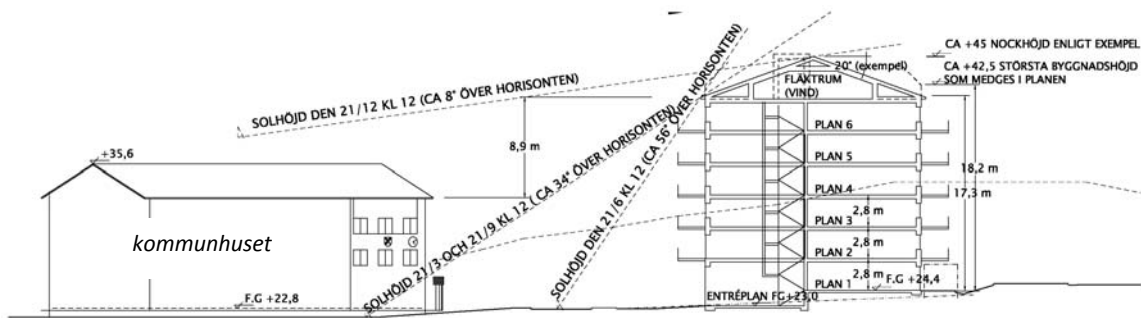 SOLHÖJD DEN 21/12 KL 12 (CA 8° ÖVER HORISONTEN)
SOLHÖJD 21/3 OCH 21/9 KL 12 ( CA 34° ÖVER HORISONTEN)
SOLHÖJD DEN 21/6 KL 12 (CA 56° ÖVER HORISONTEN)
CA +45 NOCKHÖJD ENLIGT EXEMPEL
CA +42,5 STÖRSTA BYGGNADSHÖJD
SOM MEDGES I PLANEN
20° (exempel)
FLÄKTRUM
(VIND)
8,9 m
+35,6
kommunhuset
F.G +22,8
PLAN 6
PLAN 5
PLAN 4
PLAN 3
PLAN 2
PLAN 1
2,8 m
2,8 m
2,8 m
18,2 m
17,3 m
F.G +24,4
ENTRÉPLAN FG+23,0